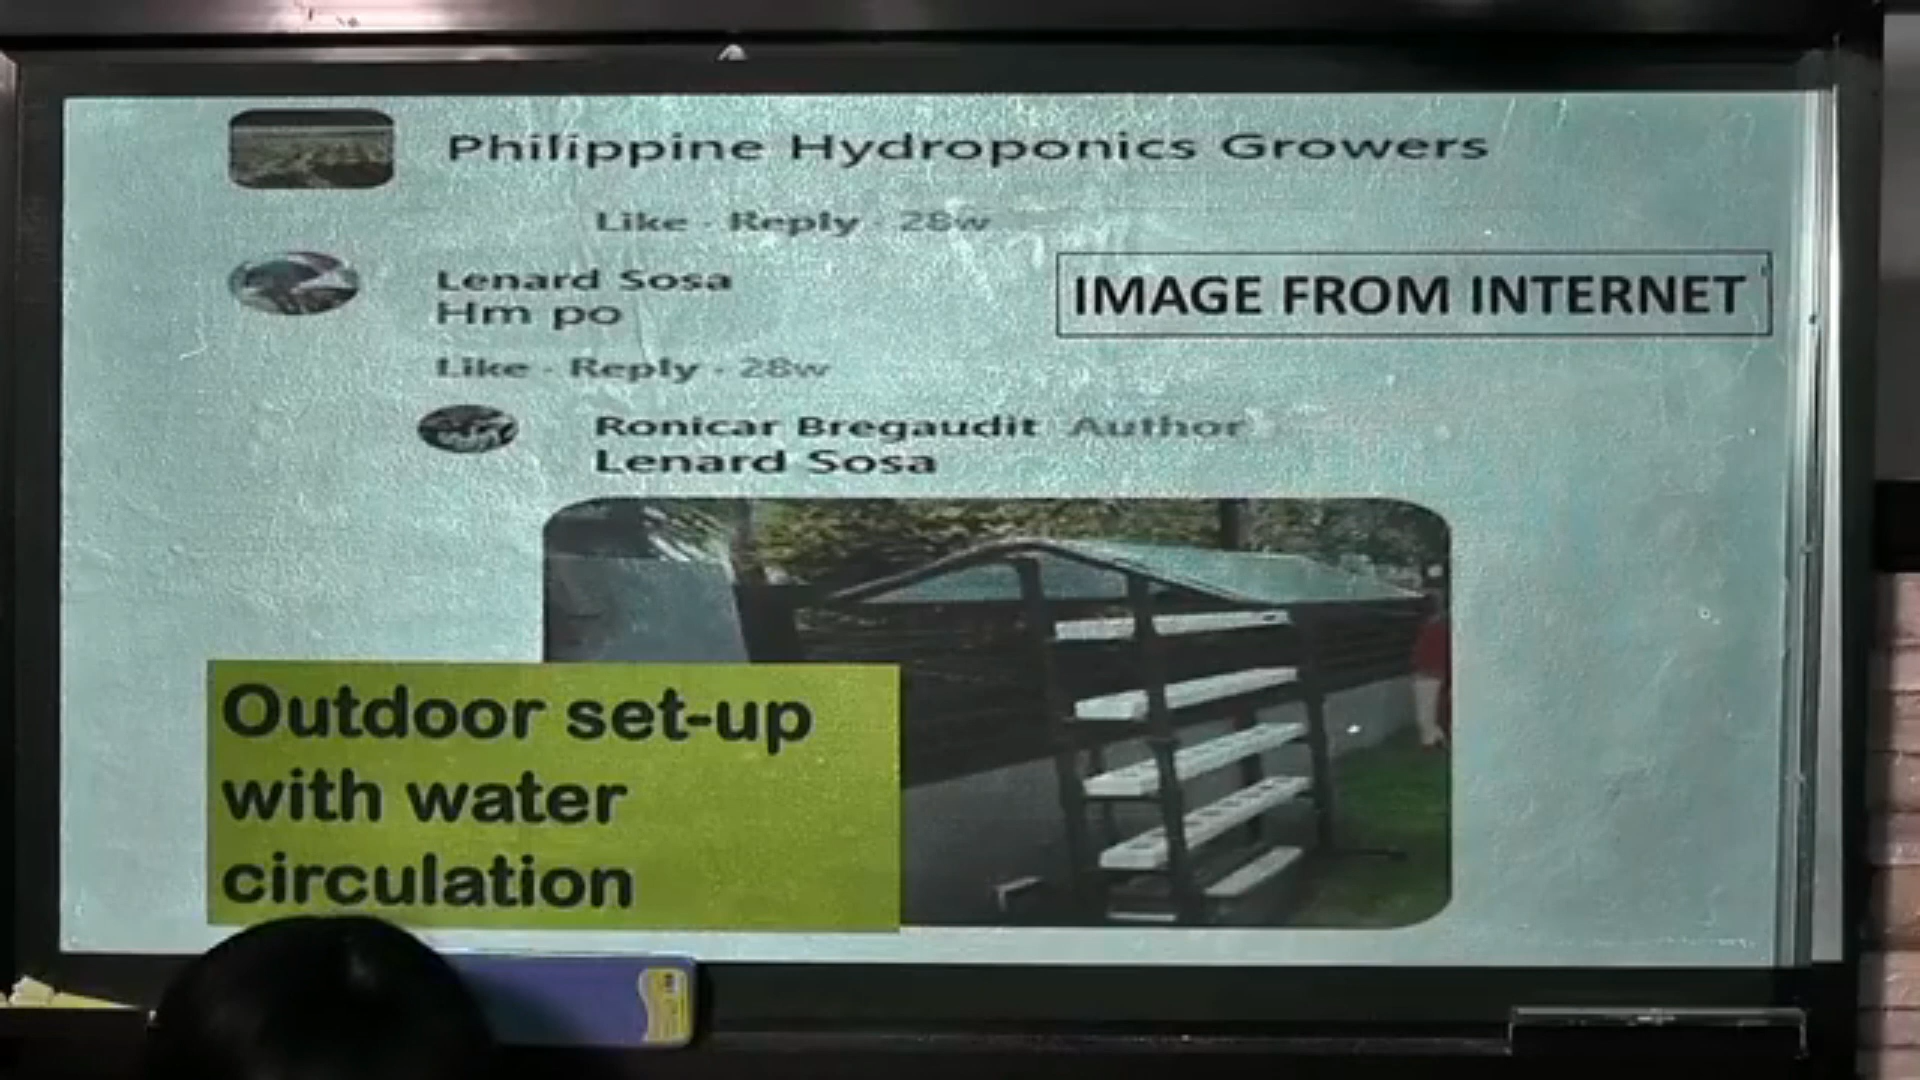 Philippine Hydroponics Growers
Like · Reply · 28w
Lenard Sosa
Hm po
IMAGE FROM INTERNET
Like · Reply · 28w
Ronicar Bregaudit Author
Lenard Sosa
Outdoor set-up
with water
circulation